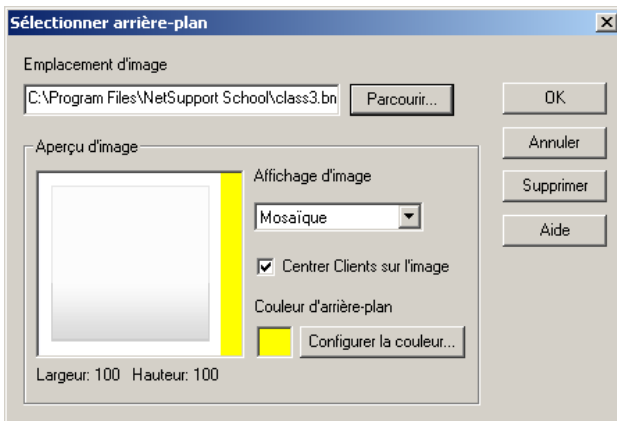 Sélectionner arrière-plan
Emplacement d'image
C:\Program Files\NetSupport School\class3.bn
Parcourir...
OK
Annuler
Supprimer
Aide
Aperçu d'image
Affichage d'image
Mosaïque
Centrer Clients sur l'image
Couleur d'arrière-plan
Configurer la couleur...
Largeur: 100 Hauteur: 100